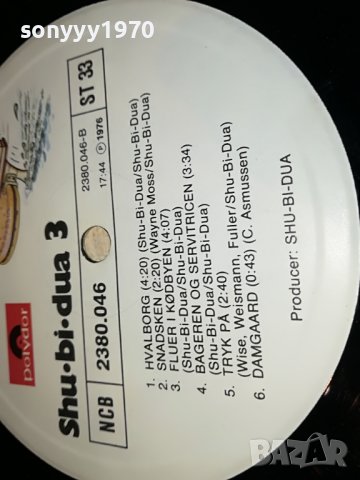 sonyyy1970
polydor
Shu·bi·dua 3
NCB 2380.046
2380.046-B
17:44 Ⓟ 1976
ST 33
1. HVALBORG (4:20) (Shu-Bi-Dua/Shu-Bi-Dua)
2. SNADSKEN (2:20) (Wayne Moss/Shu-Bi-Dua)
3. FLUER I KØDBYEN (4:07)
(Shu-Bi-Dua/Shu-Bi-Dua)
4. BAGEREN OG SERVITRICEN (3:34)
(Shu-Bi-Dua/Shu-Bi-Dua)
5. TRYK PÅ (2:40)
(Wise, Weismann, Fuller/Shu-Bi-Dua)
6. DAMGAARD (0:43) (C. Asmussen)
Producer: SHU-BI-DUA
BAZAR